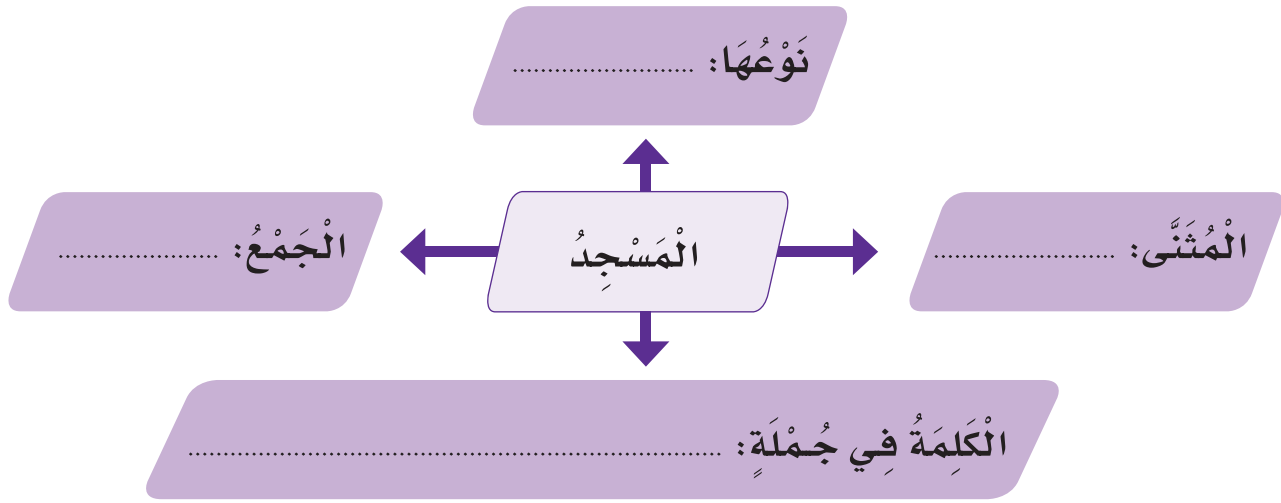 نَوْعُهَا: ........................
الْمُثَنَّى: ........................
الْمَسْجِدُ
الْجَمْعُ: ......................
الْكَلِمَةُ فِي جُمْلَةٍ: ........................................................................